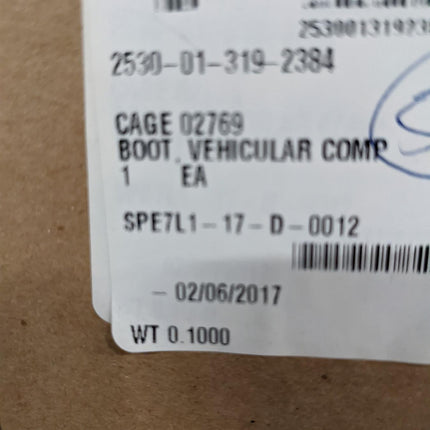 2530-01-319-2384
CAGE 02769
BOOT, VEHICULAR COMP
1 EA
SPE7L1-17-D-0012
- 02/06/2017
WT 0.1000